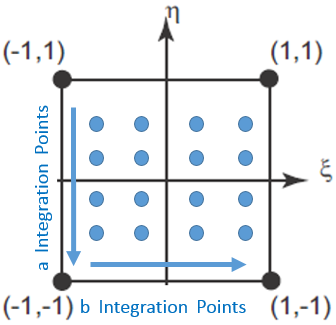 η
(-1,1) (1,1)
a Integration Points
ξ
(-1,-1) b Integration Points (1,-1)